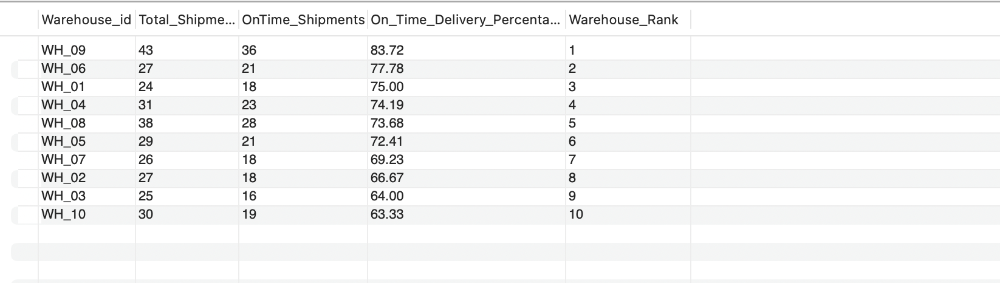 Warehouse_id Total_Shipme... OnTime_Shipments On_Time_Delivery_Percenta... Warehouse_Rank
WH_09 43 36 83.72 1
WH_06 27 21 77.78 2
WH_01 24 18 75.00 3
WH_04 31 23 74.19 4
WH_08 38 28 73.68 5
WH_05 29 21 72.41 6
WH_07 26 18 69.23 7
WH_02 27 18 66.67 8
WH_03 25 16 64.00 9
WH_10 30 19 63.33 10